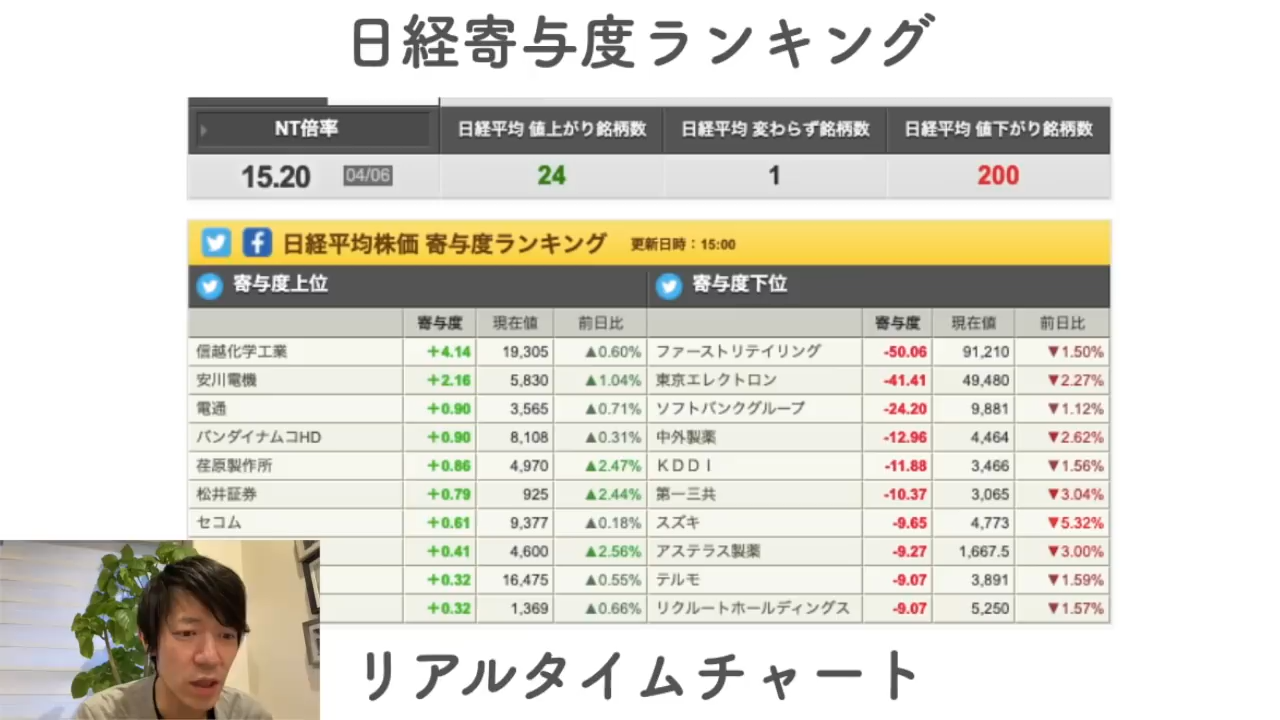 日経寄与度ランキング
NT倍率 日経平均 値上がり銘柄数 日経平均 変わらず銘柄数 日経平均 値下がり銘柄数
15.20 04/06 24 1 200
日経平均株価 寄与度ランキング 更新日時：15:00
寄与度上位 寄与度下位
寄与度 現在値 前日比 寄与度 現在値 前日比
信越化学工業 +4.14 19,305 ▲0.60% ファーストリテイリング -50.06 91,210 ▼1.50%
安川電機 +2.16 5,830 ▲1.04% 東京エレクトロン -41.41 49,480 ▼2.27%
電通 +0.90 3,565 ▲0.71% ソフトバンクグループ -24.20 9,881 ▼1.12%
バンダイナムコHD +0.90 8,108 ▲0.31% 中外製薬 -12.96 4,464 ▼2.62%
荏原製作所 +0.86 4,970 ▲2.47% ＫＤＤＩ -11.88 3,466 ▼1.56%
松井証券 +0.79 925 ▲2.44% 第一三共 -10.37 3,065 ▼3.04%
セコム +0.61 9,377 ▲0.18% スズキ -9.65 4,773 ▼5.32%
+0.41 4,600 ▲2.56% アステラス製薬 -9.27 1,667.5 ▼3.00%
+0.32 16,475 ▲0.55% テルモ -9.07 3,891 ▼1.59%
+0.32 1,369 ▲0.66% リクルートホールディングス -9.07 5,250 ▼1.57%
リアルタイムチャート